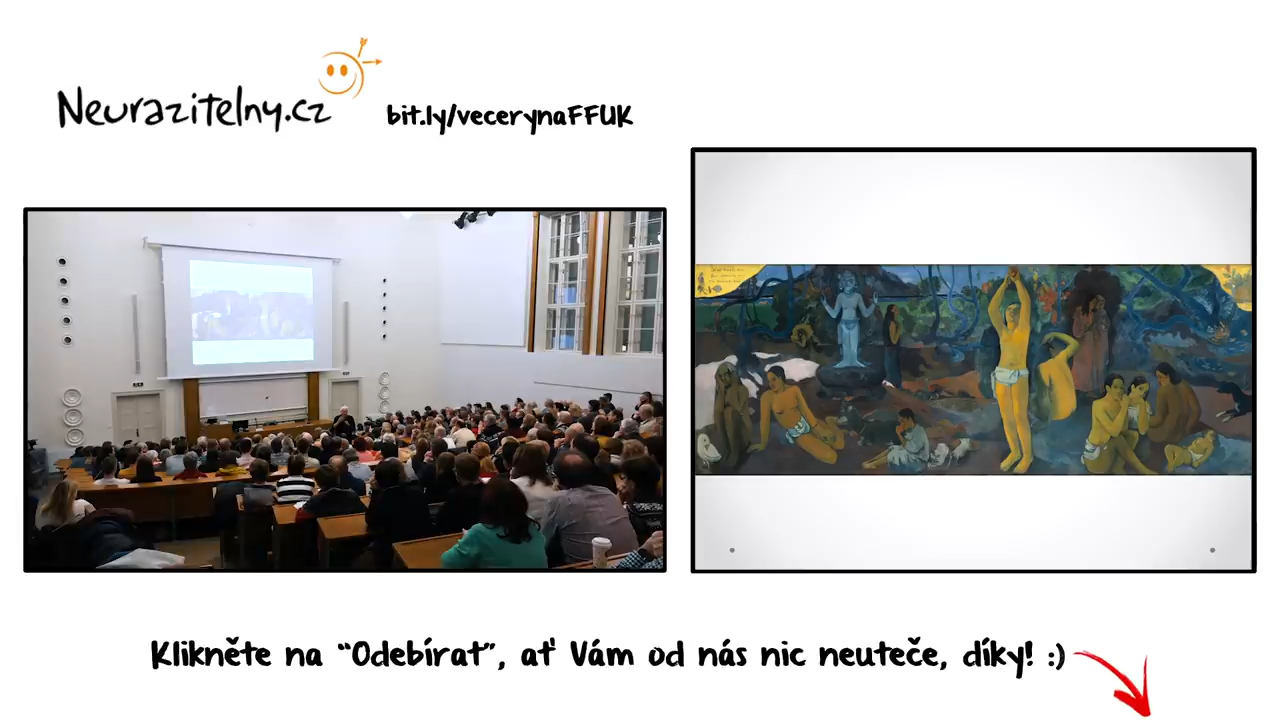 Neurazitelny.cz
bit.ly/vecerynaFFUK
Klikněte na “Odebírat”, ať Vám od nás nic neuteče, díky! :)